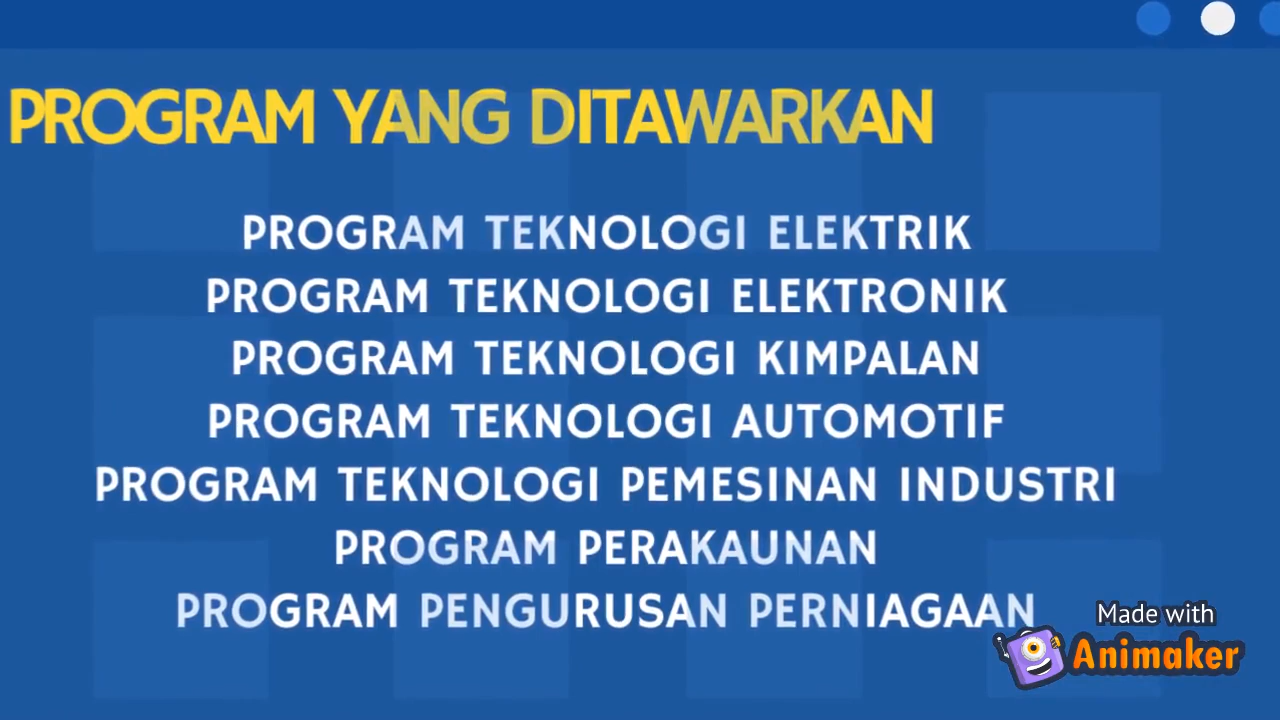 PROGRAM YANG DITAWARKAN
PROGRAM TEKNOLOGI ELEKTRIK
PROGRAM TEKNOLOGI ELEKTRONIK
PROGRAM TEKNOLOGI KIMPALAN
PROGRAM TEKNOLOGI AUTOMOTIF
PROGRAM TEKNOLOGI PEMESINAN INDUSTRI
PROGRAM PERAKAUNAN
PROGRAM PENGURUSAN PERNIAGAAN
Made with
Animaker